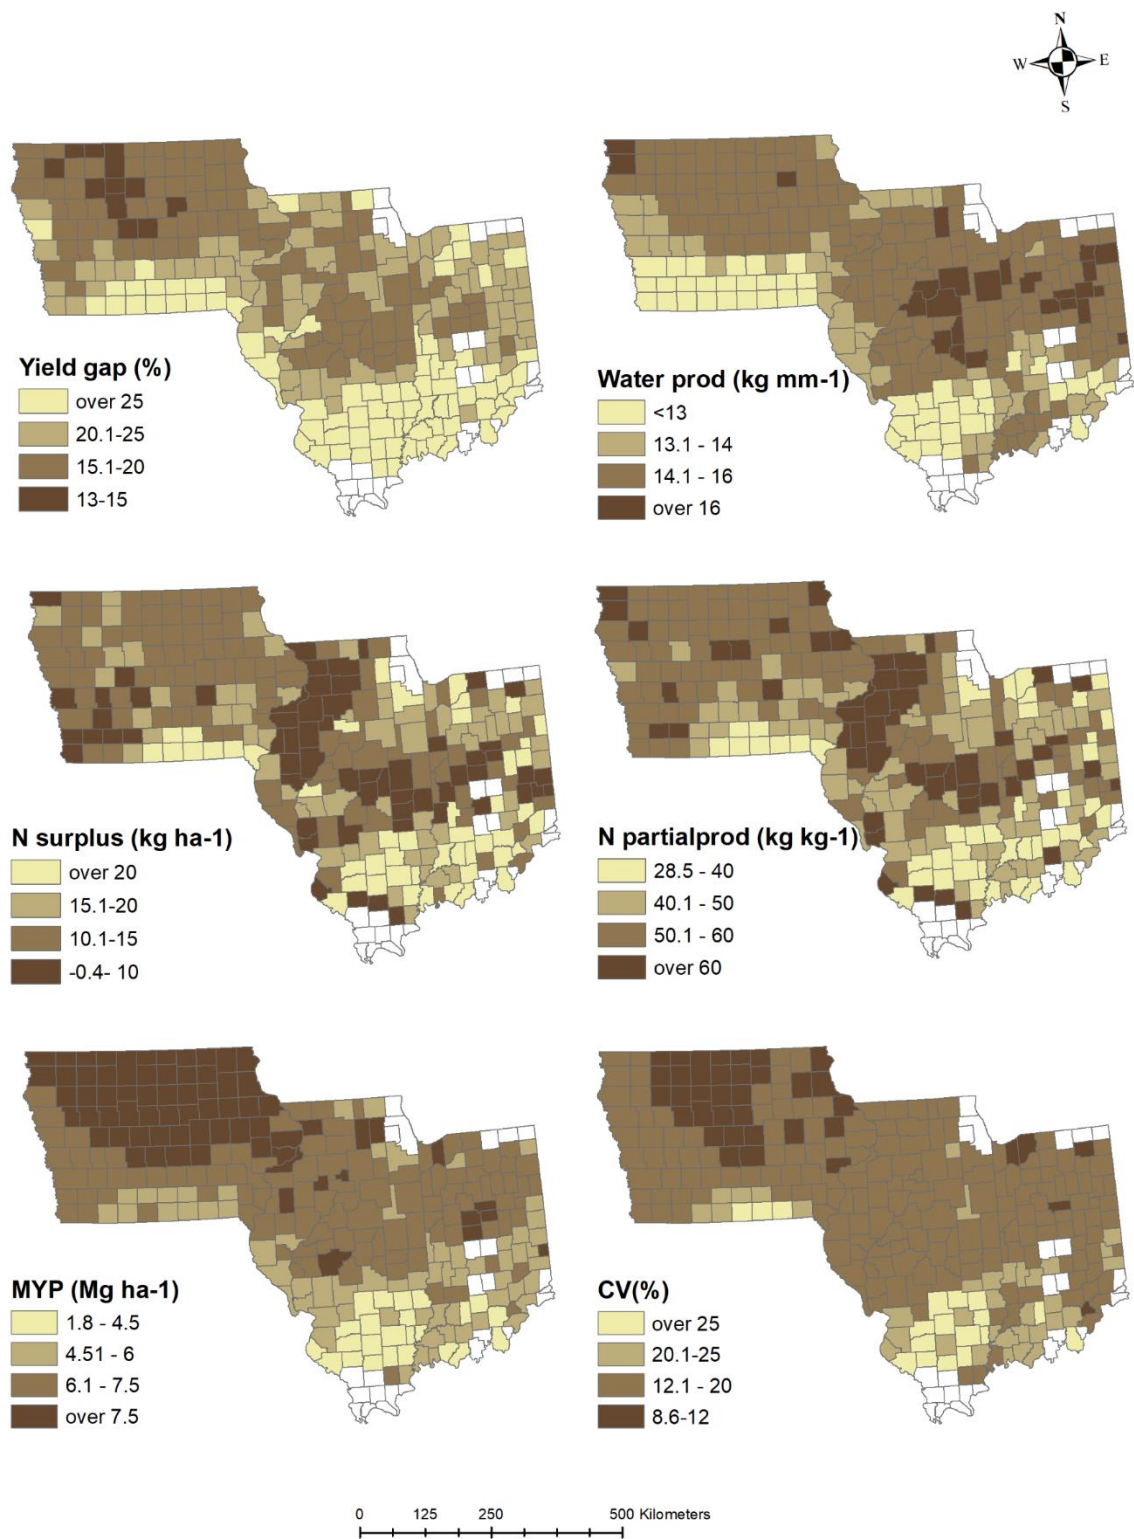 N
W E
S
Yield gap (%)
over 25
20.1-25
15.1-20
13-15
Water prod (kg mm-1)
<13
13.1 - 14
14.1 - 16
over 16
N surplus (kg ha-1)
over 20
15.1-20
10.1-15
-0.4- 10
N partialprod (kg kg-1)
28.5 - 40
40.1 - 50
50.1 - 60
over 60
MYP (Mg ha-1)
1.8 - 4.5
4.51 - 6
6.1 - 7.5
over 7.5
CV(%)
over 25
20.1-25
12.1 - 20
8.6-12
0 125 250 500 Kilometers